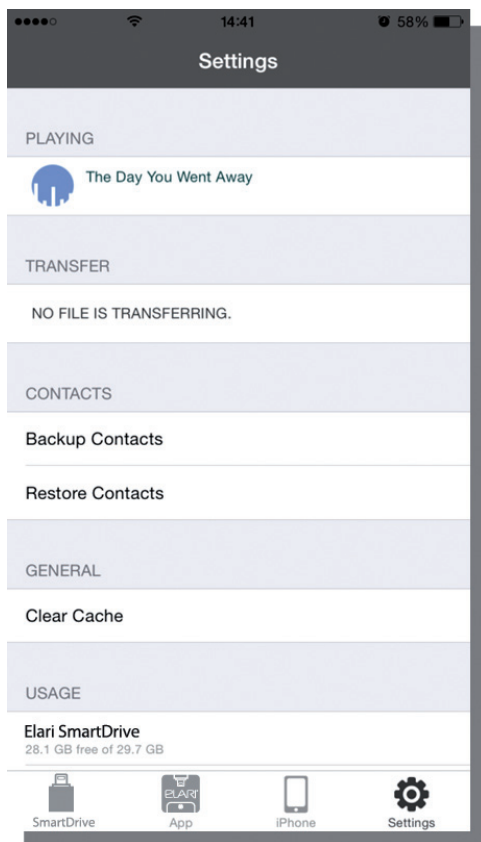 14:41
58%
Settings
PLAYING
The Day You Went Away
TRANSFER
NO FILE IS TRANSFERRING.
CONTACTS
Backup Contacts
Restore Contacts
GENERAL
Clear Cache
USAGE
Elari SmartDrive
28.1 GB free of 29.7 GB
ELARI
SmartDrive
App
iPhone
Settings